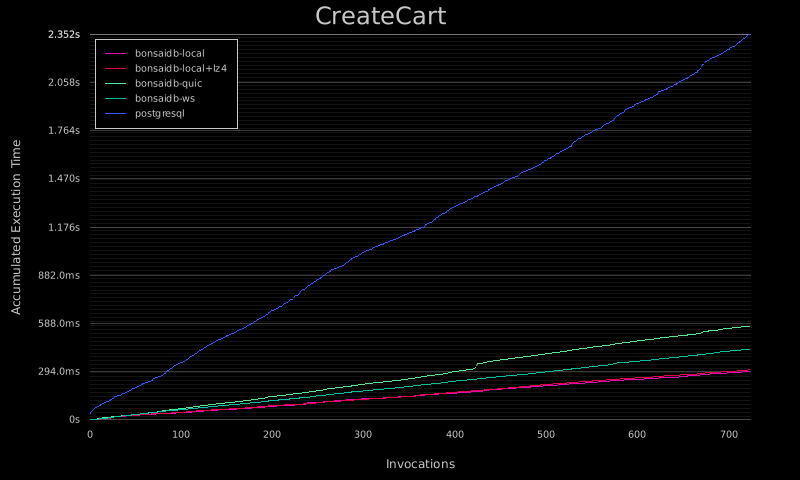 CreateCart
2.352s
2.058s
1.764s
1.470s
1.176s
882.0ms
588.0ms
294.0ms
0s
bonsaidb-local
bonsaidb-local+lz4
bonsaidb-quic
bonsaidb-ws
postgresql
Accumulated Execution Time
0 100 200 300 400 500 600 700
Invocations